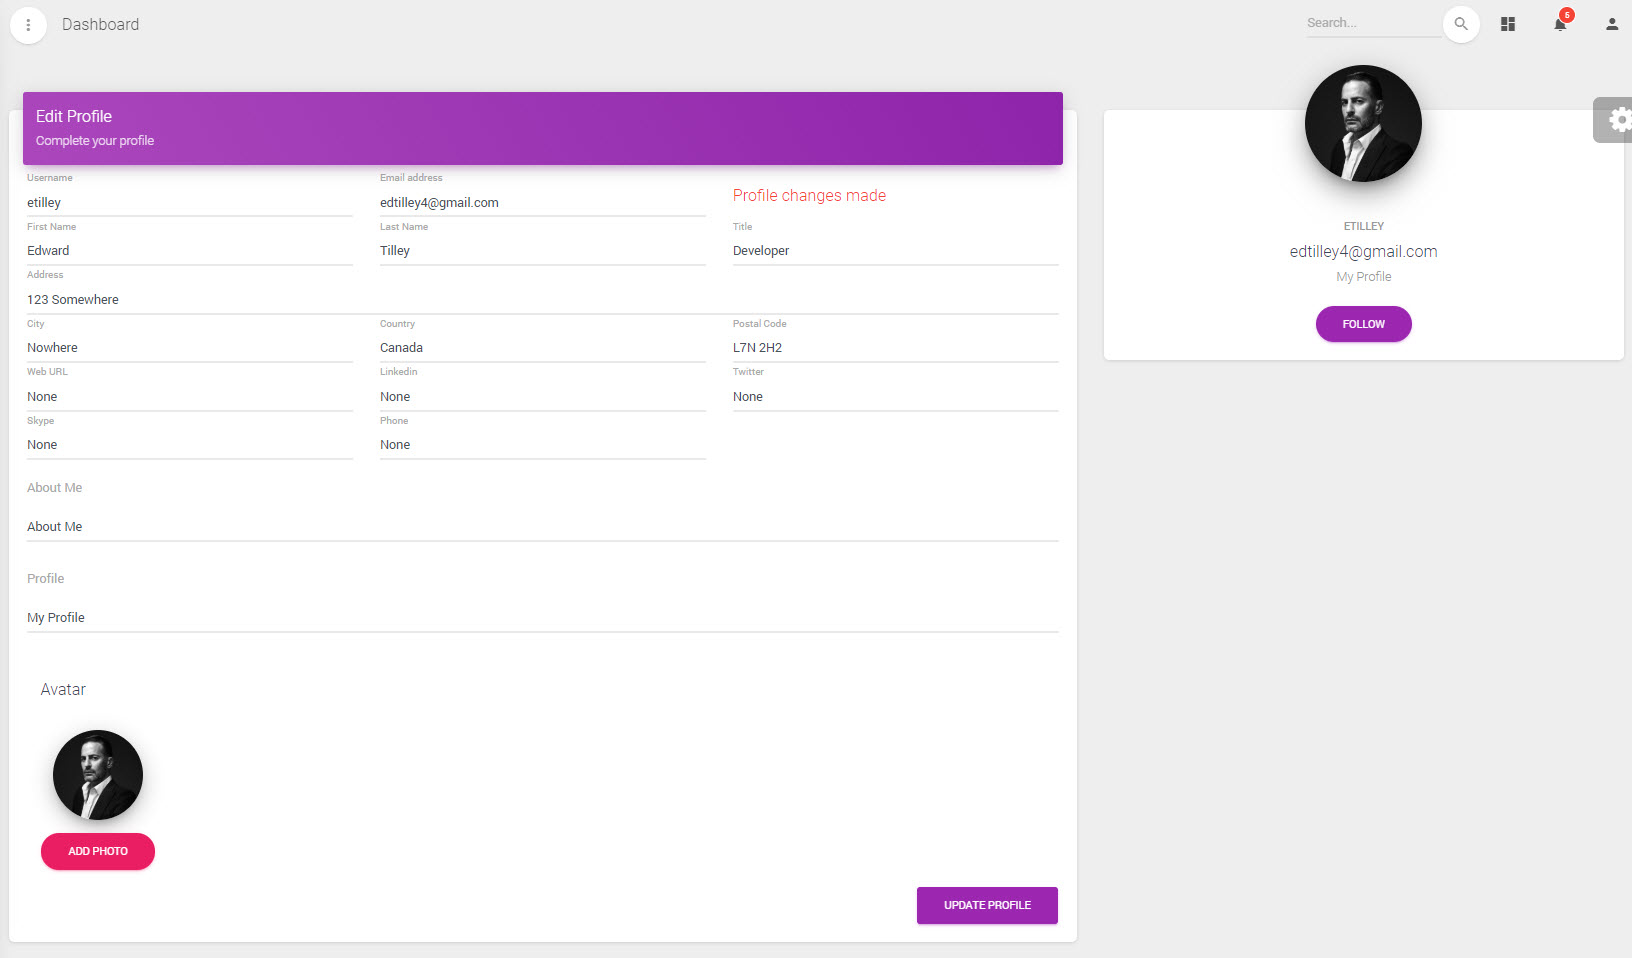 Dashboard
Search...
5
Edit Profile
Complete your profile
Username
Email address
etilley
edtilley4@gmail.com
Profile changes made
First Name
Last Name
Title
Edward
Tilley
Developer
Address
123 Somewhere
City
Country
Postal Code
Nowhere
Canada
L7N 2H2
Web URL
Linkedin
Twitter
None
None
None
Skype
Phone
None
None
About Me
About Me
Profile
My Profile
Avatar
ADD PHOTO
UPDATE PROFILE
ETILLEY
edtilley4@gmail.com
My Profile
FOLLOW